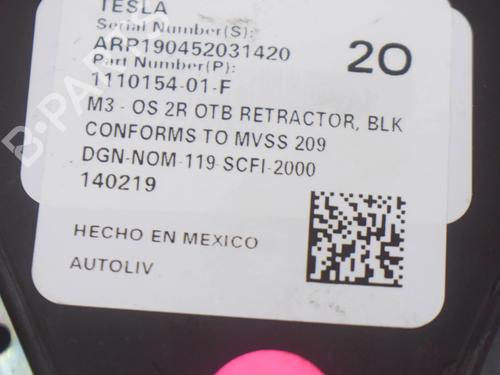 TESLA
Serial Number(S):
ARP190452031420
20
Part Number(P):
1110154-01-F
M3 - OS 2R OTB RETRACTOR, BLK
CONFORMS TO MVSS 209
DGN-NOM-119-SCFI-2000
140219
HECHO EN MEXICO
AUTOLIV
B-PARTS